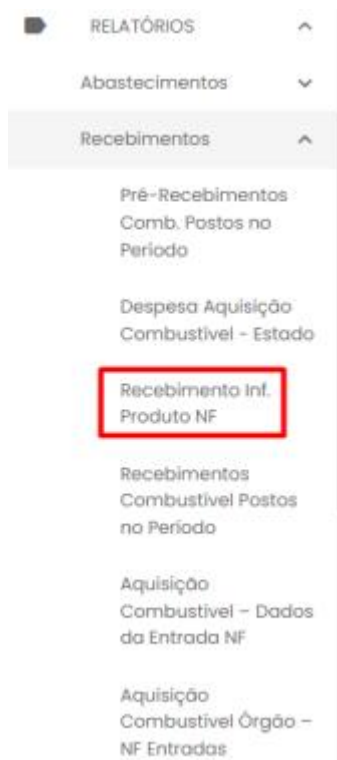 RELATÓRIOS
Abastecimentos
Recebimentos
Pré-Recebimentos
Comb. Postos no
Período
Despesa Aquisição
Combustível - Estado
Recebimento Inf.
Produto NF
Recebimentos
Combustível Postos
no Período
Aquisição
Combustível – Dados
da Entrada NF
Aquisição
Combustível Órgão –
NF Entradas